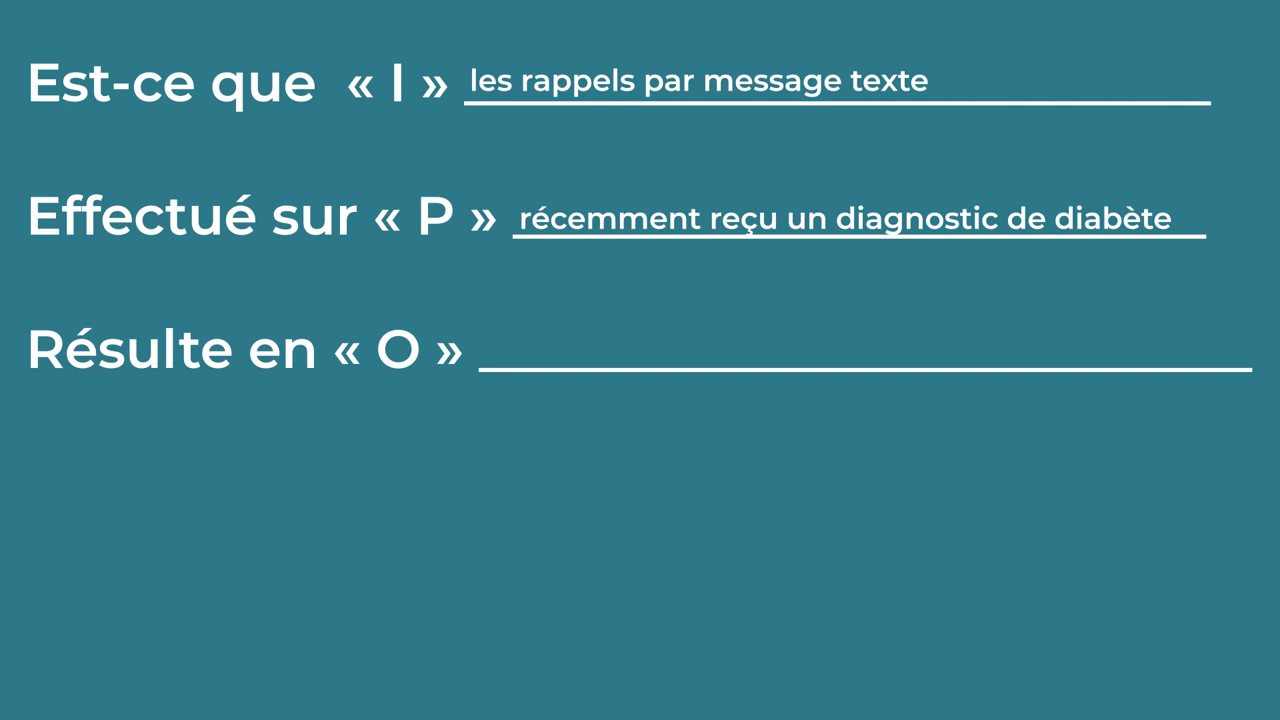 Est-ce que « I » les rappels par message texte
Effectué sur « P » récemment reçu un diagnostic de diabète
Résulte en « O »